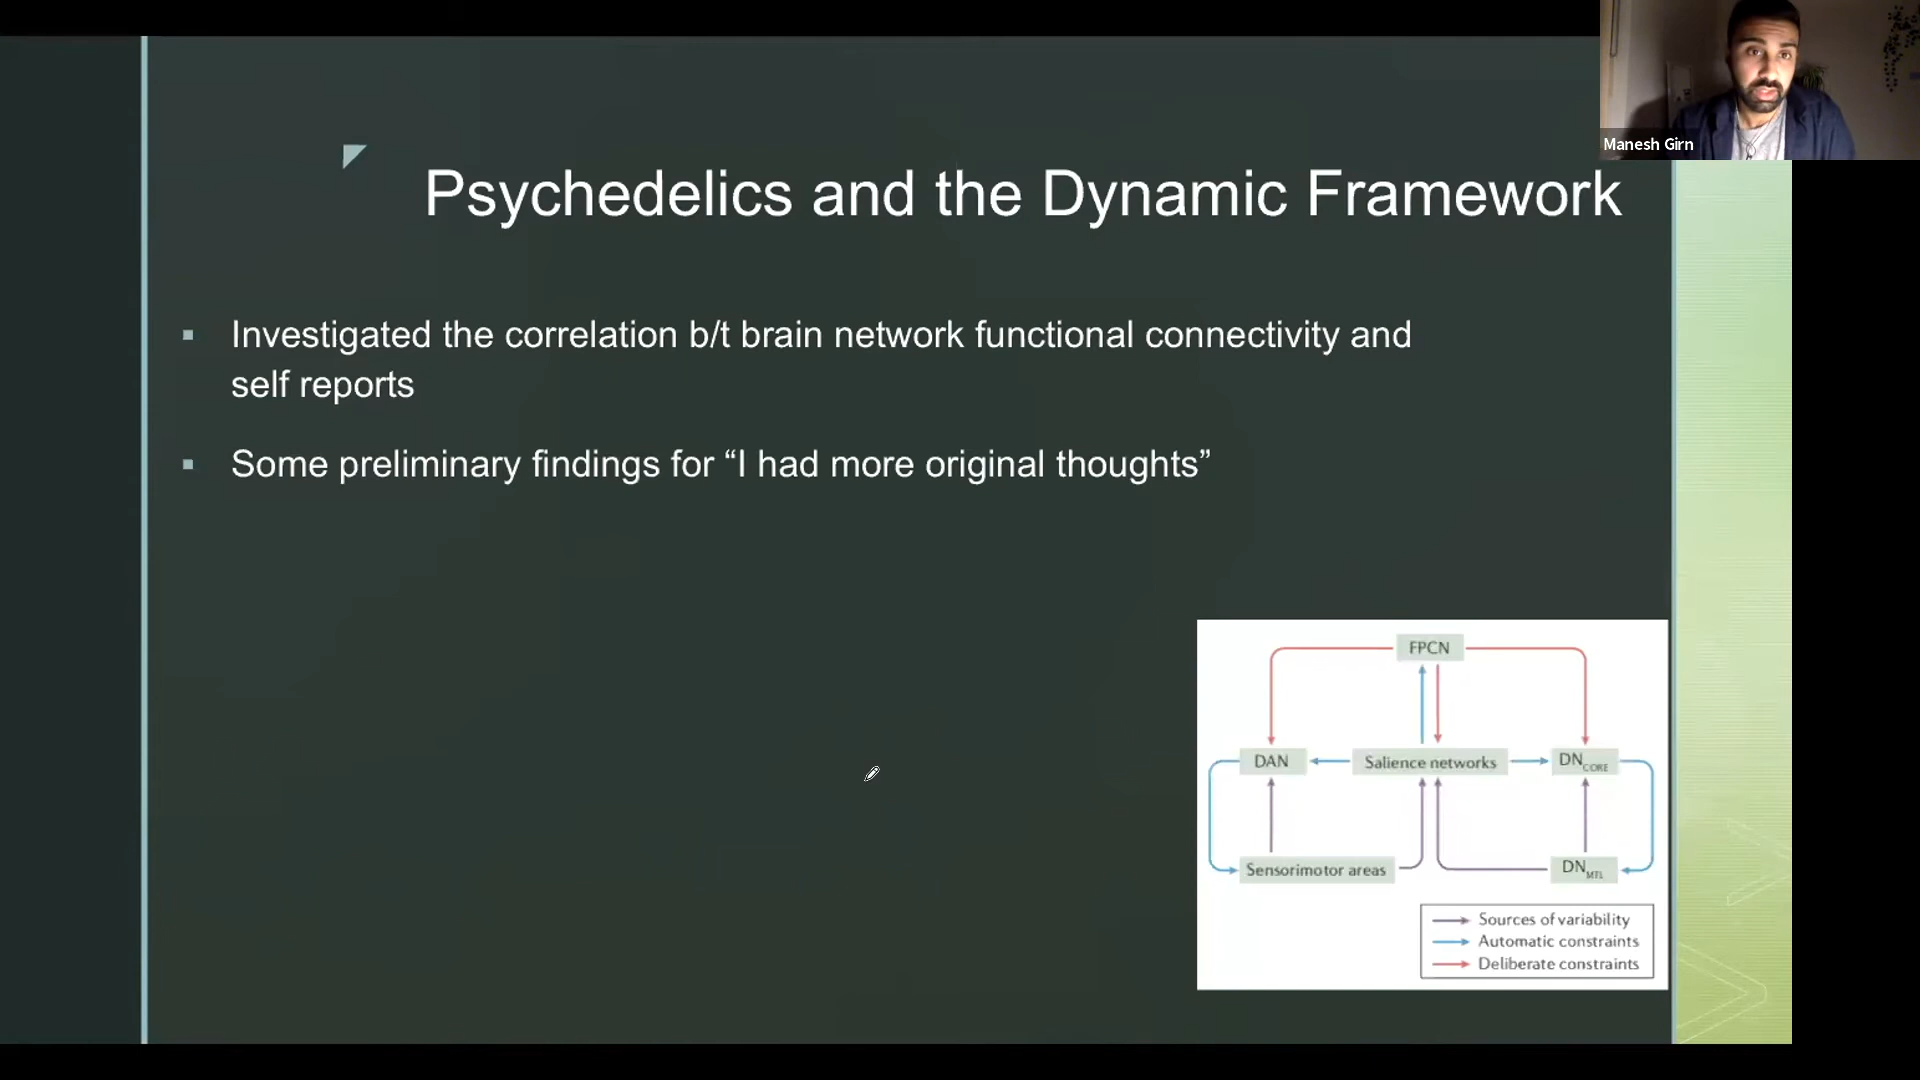 Manesh Girn
Psychedelics and the Dynamic Framework
▪ Investigated the correlation b/t brain network functional connectivity and
self reports
▪ Some preliminary findings for “I had more original thoughts”
FPCN
DAN
Salience networks
DN CORE
Sensorimotor areas
DN MTL
Sources of variability
Automatic constraints
Deliberate constraints